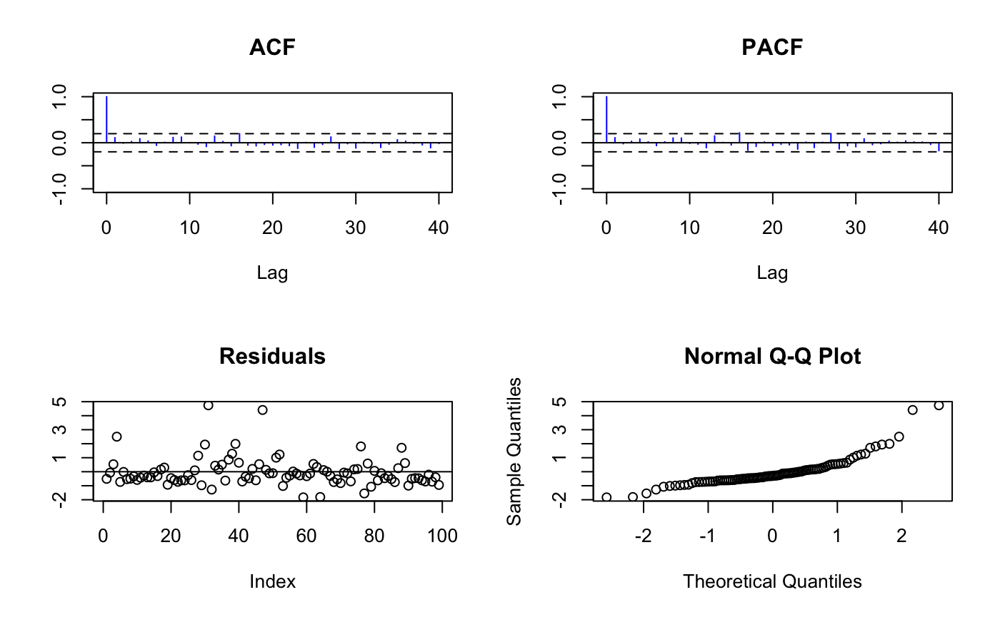 ACF
1.0
0.0
-1.0
0 10 20 30 40
Lag
PACF
1.0
0.0
-1.0
0 10 20 30 40
Lag
Residuals
5
3
1
-2
0 20 40 60 80 100
Index
Normal Q-Q Plot
Sample Quantiles
5
3
1
-2
-2 -1 0 1 2
Theoretical Quantiles